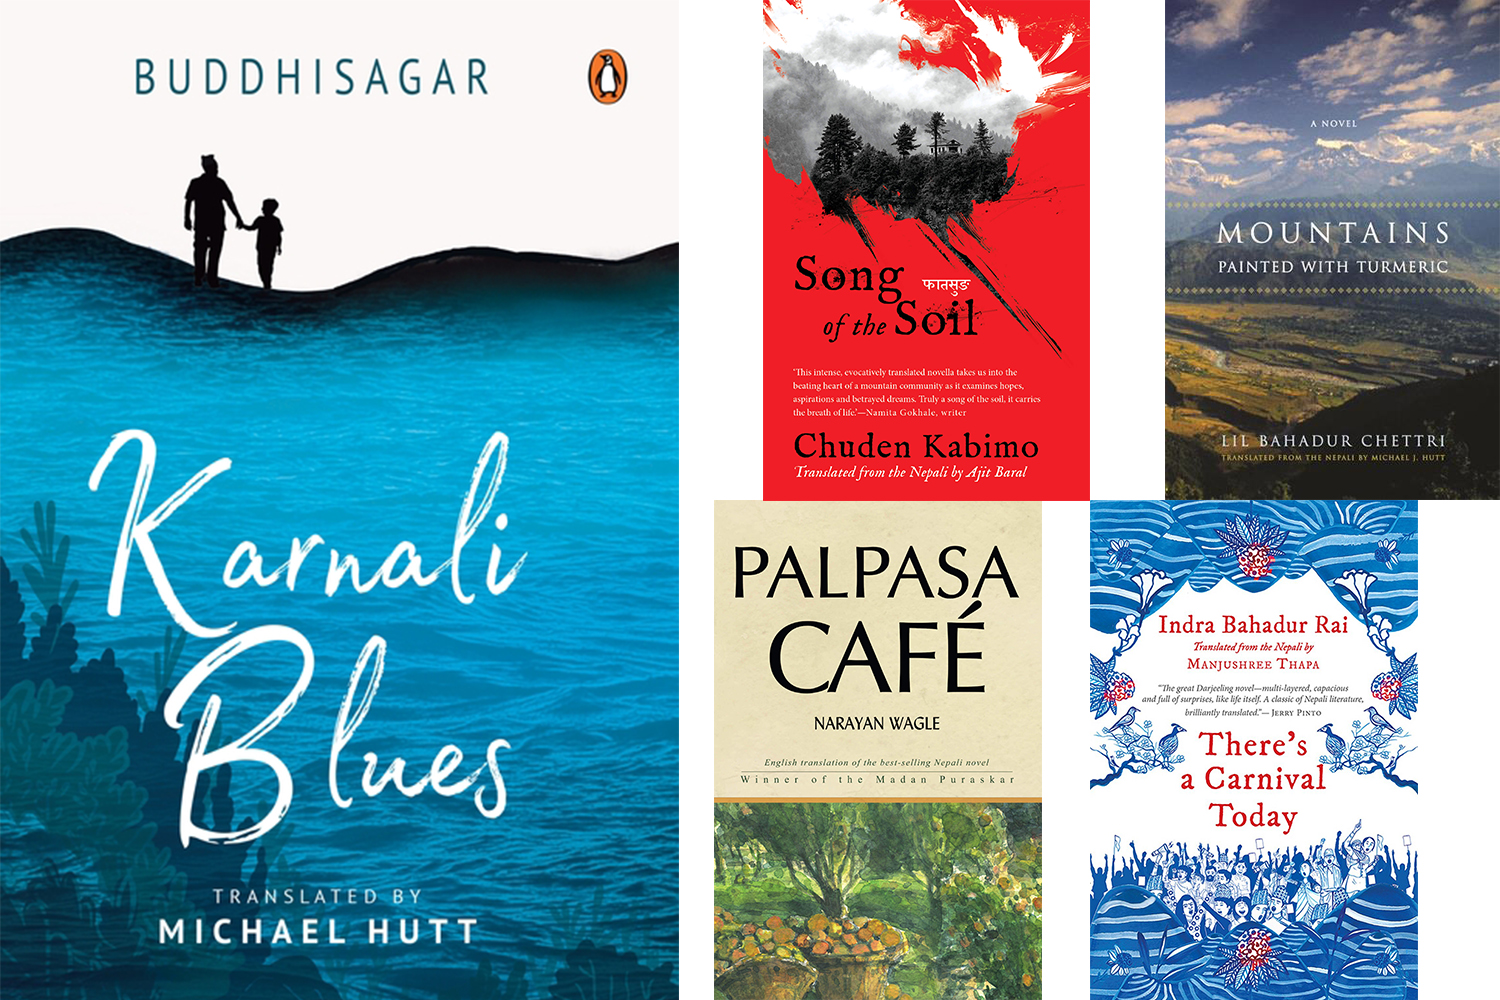 BUDDHISAGAR
Karnali
Blues
TRANSLATED BY
MICHAEL HUTT
Song
फातसुङ
of the Soil
'This intense, evocatively translated novella takes us into the
beating heart of a mountain community as it examines hopes,
aspirations and betrayed dreams. Truly a song of the soil, it carries
the breath of life.'—Namita Gokhale, writer
Chuden Kabimo
Translated from the Nepali by Ajit Baral
A NOVEL
MOUNTAINS
PAINTED WITH TURMERIC
LIL BAHADUR CHETTRI
TRANSLATED FROM THE NEPALI BY MICHAEL J. HUTT
PALPASA
CAFÉ
NARAYAN WAGLE
English translation of the best-selling Nepali novel
Winner of the Madan Puraskar
Indra Bahadur Rai
Translated from the Nepali by
MANJUSHREE THAPA
"The great Darjeeling novel—multi-layered, capacious
and full of surprises, like life itself. A classic of Nepali literature,
brilliantly translated."— JERRY PINTO
There's
a Carnival
Today